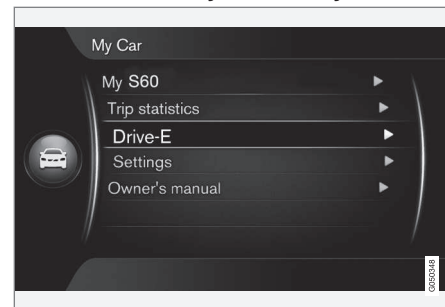 My Car
My S60
Trip statistics
Drive-E
Settings
Owner's manual
G050348